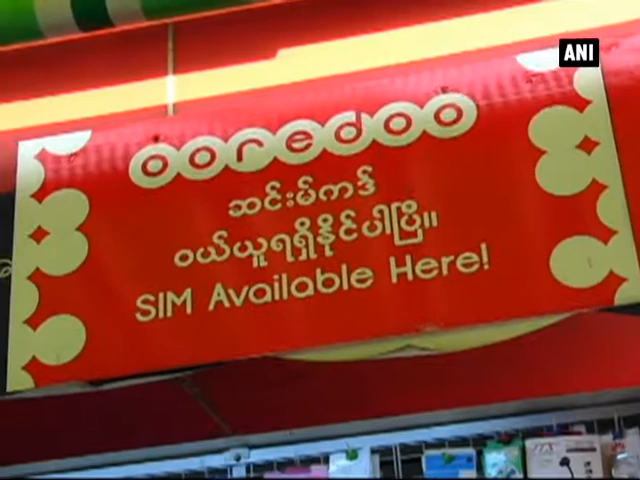 ANI
ooredoo
ဆင်းမ်ကဒ်
ဝယ်ယူရရှိနိုင်ပါပြီ။
SIM Available Here!